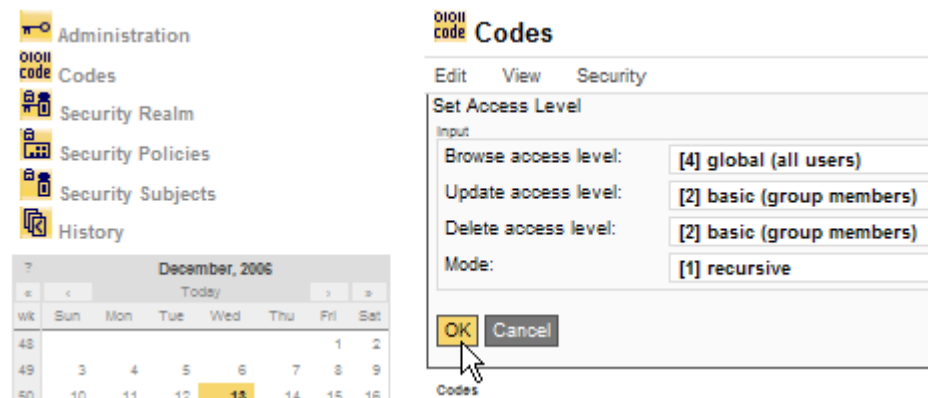 Administration
Codes
Security Realm
Security Policies
Security Subjects
History
? December, 2006
« ‹ Today › »
wk Sun Mon Tue Wed Thu Fri Sat
48 1 2
49 3 4 5 6 7 8 9
50 10 11 12 13 14 15 16
01011
code Codes
Edit View Security
Set Access Level
Input
Browse access level: [4] global (all users)
Update access level: [2] basic (group members)
Delete access level: [2] basic (group members)
Mode: [1] recursive
OK Cancel
Codes